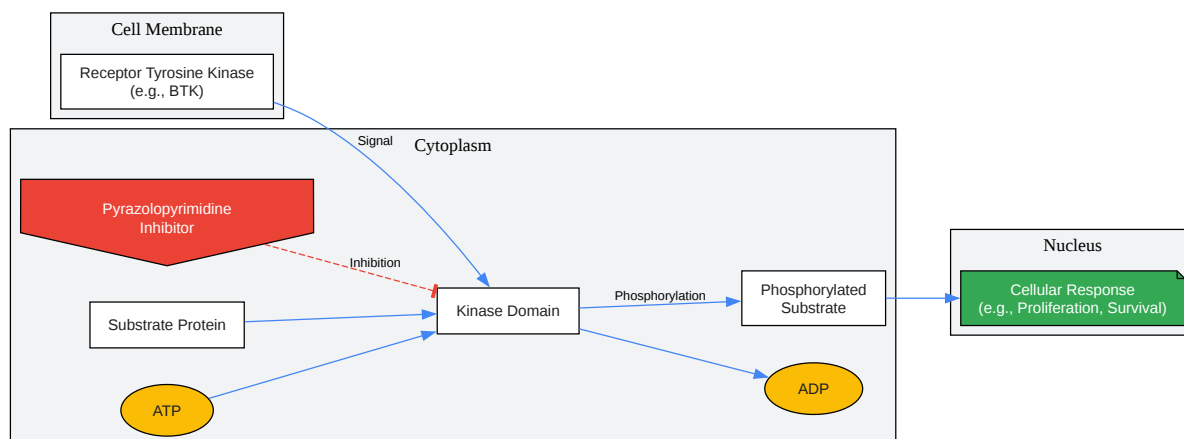 Cell Membrane
Receptor Tyrosine Kinase
(e.g., BTK)
Signal
Cytoplasm
Pyrazolopyrimidine
Inhibitor
Inhibition
Substrate Protein
ATP
Kinase Domain
Phosphorylation
Phosphorylated
Substrate
ADP
Nucleus
Cellular Response
(e.g., Proliferation, Survival)